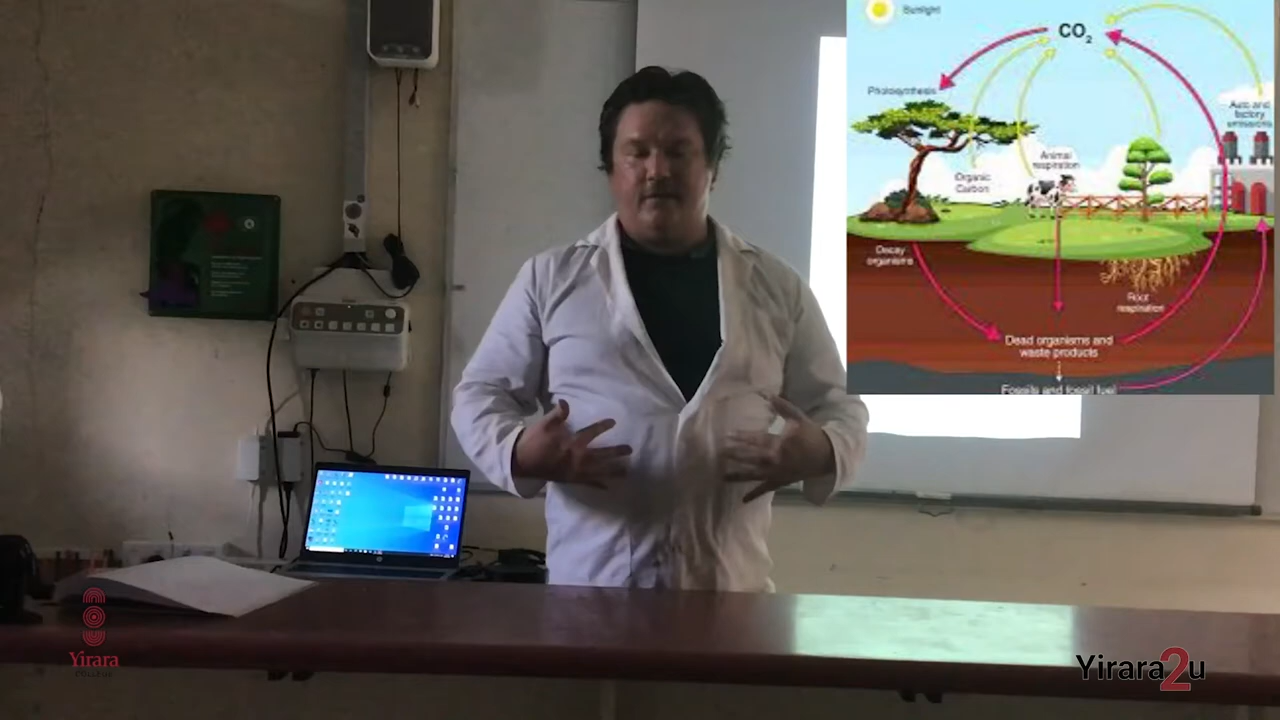 Sunlight
CO2
Photosynthesis
Auto and
factory
emissions
Animal
respiration
Organic
Carbon
Decay
organisms
Root
respiration
Dead organisms and
waste products
Fossils and fossil fuel
Yirara
COLLEGE
Yirara2u